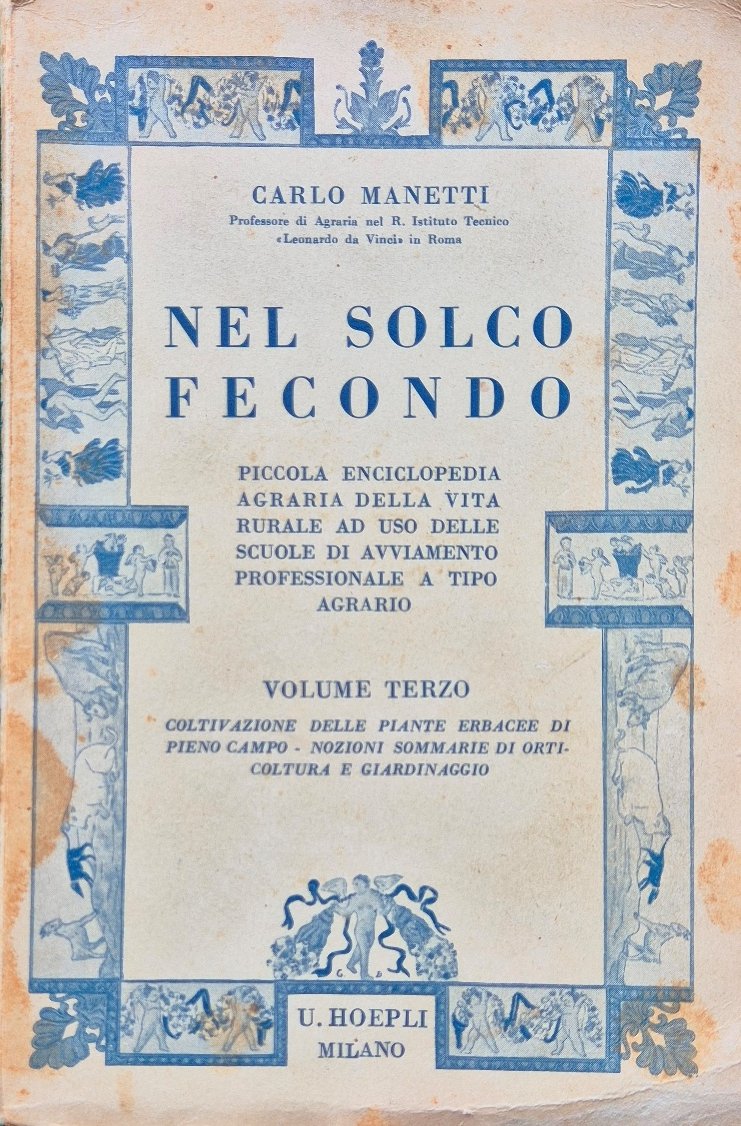 CARLO MANETTI
Professore di Agraria nel R. Istituto Tecnico
«Leonardo da Vinci» in Roma
NEL SOLCO
FECONDO
PICCOLA ENCICLOPEDIA
AGRARIA DELLA VITA
RURALE AD USO DELLE
SCUOLE DI AVVIAMENTO
PROFESSIONALE A TIPO
AGRARIO
VOLUME TERZO
COLTIVAZIONE DELLE PIANTE ERBACEE DI
PIENO CAMPO - NOZIONI SOMMARIE DI ORTI-
COLTURA E GIARDINAGGIO
U. HOEPLI
MILANO